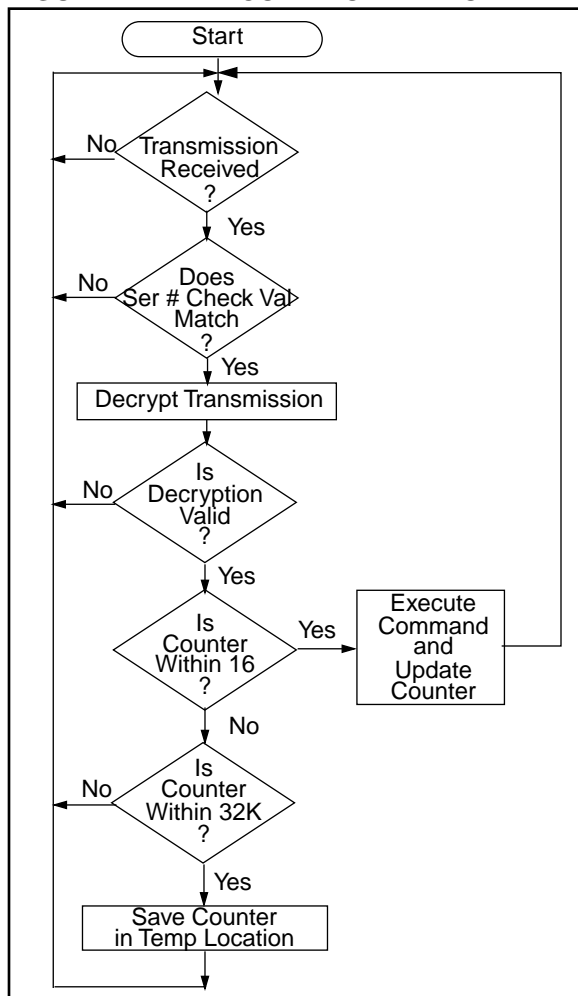 Start
No
Transmission
Received
?
Yes
No
Does
Ser # Check Val
Match
?
Yes
Decrypt Transmission
No
Is
Decryption
Valid
?
Yes
Is
Counter
Within 16
?
Yes
Execute
Command
and
Update
Counter
No
No
Is
Counter
Within 32K
?
Yes
Save Counter
in Temp Location